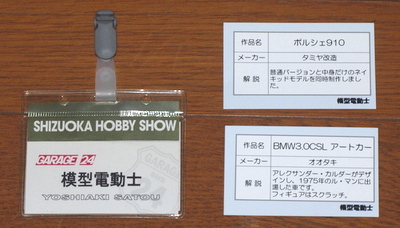 SHIZUOKA HOBBY SHOW
GARAGE 24
模型電動士
YOSHIAKI SATOU
作品名 ポルシェ910
メーカー タミヤ改造
解説 普通バージョンと中身だけのネイ
キッドモデルを同時制作しまし
た。
模型電動士
作品名 BMW3.0CSL アートカー
メーカー オオタキ
解説 アレクサンダー・カルダーがデザ
インし、1975年のル・マンに出
走した車です。
フィギュアはスクラッチ。
模型電動士